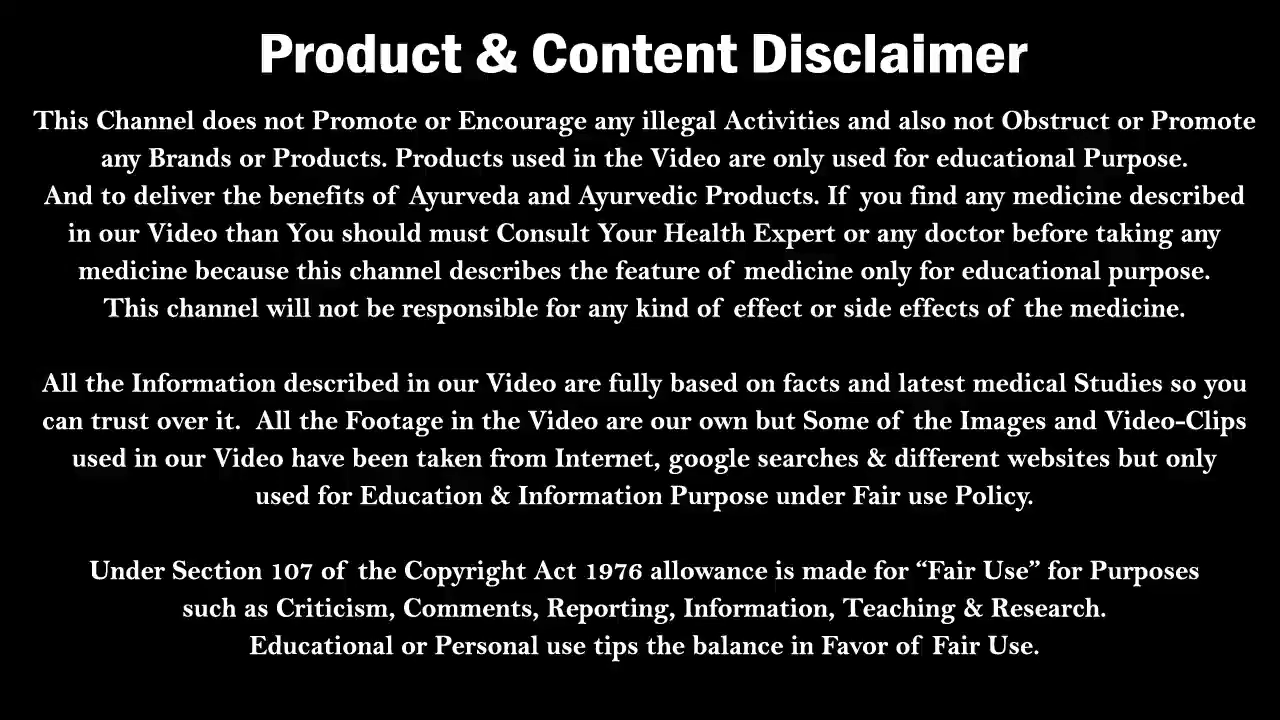 Product & Content Disclaimer
This Channel does not Promote or Encourage any illegal Activities and also not Obstruct or Promote
any Brands or Products. Products used in the Video are only used for educational Purpose.
And to deliver the benefits of Ayurveda and Ayurvedic Products. If you find any medicine described
in our Video than You should must Consult Your Health Expert or any doctor before taking any
medicine because this channel describes the feature of medicine only for educational purpose.
This channel will not be responsible for any kind of effect or side effects of the medicine.
All the Information described in our Video are fully based on facts and latest medical Studies so you
can trust over it. All the Footage in the Video are our own but Some of the Images and Video-Clips
used in our Video have been taken from Internet, google searches & different websites but only
used for Education & Information Purpose under Fair use Policy.
Under Section 107 of the Copyright Act 1976 allowance is made for “Fair Use” for Purposes
such as Criticism, Comments, Reporting, Information, Teaching & Research.
Educational or Personal use tips the balance in Favor of Fair Use.